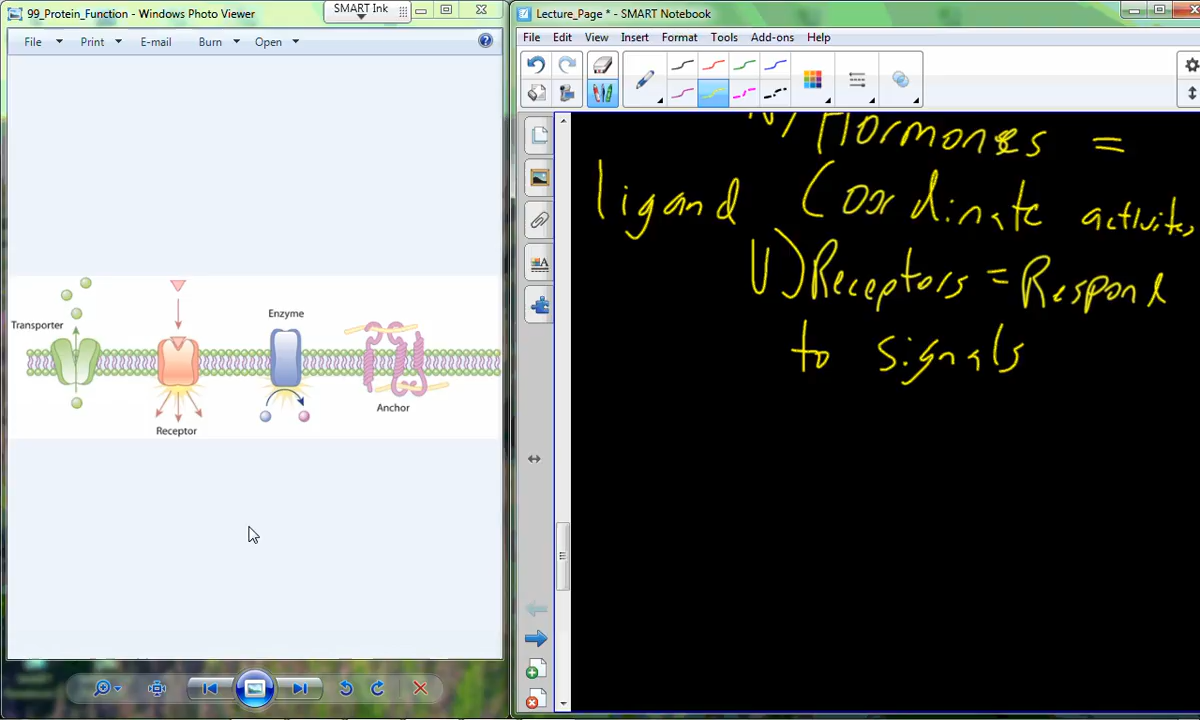 99_Protein_Function - Windows Photo Viewer
SMART Ink
File Print E-mail Burn Open
Transporter
Enzyme
Anchor
Receptor
Lecture_Page * - SMART Notebook
File Edit View Insert Format Tools Add-ons Help
Hormones =
ligand Coordinate activites
V) Receptors = Respond
to signals